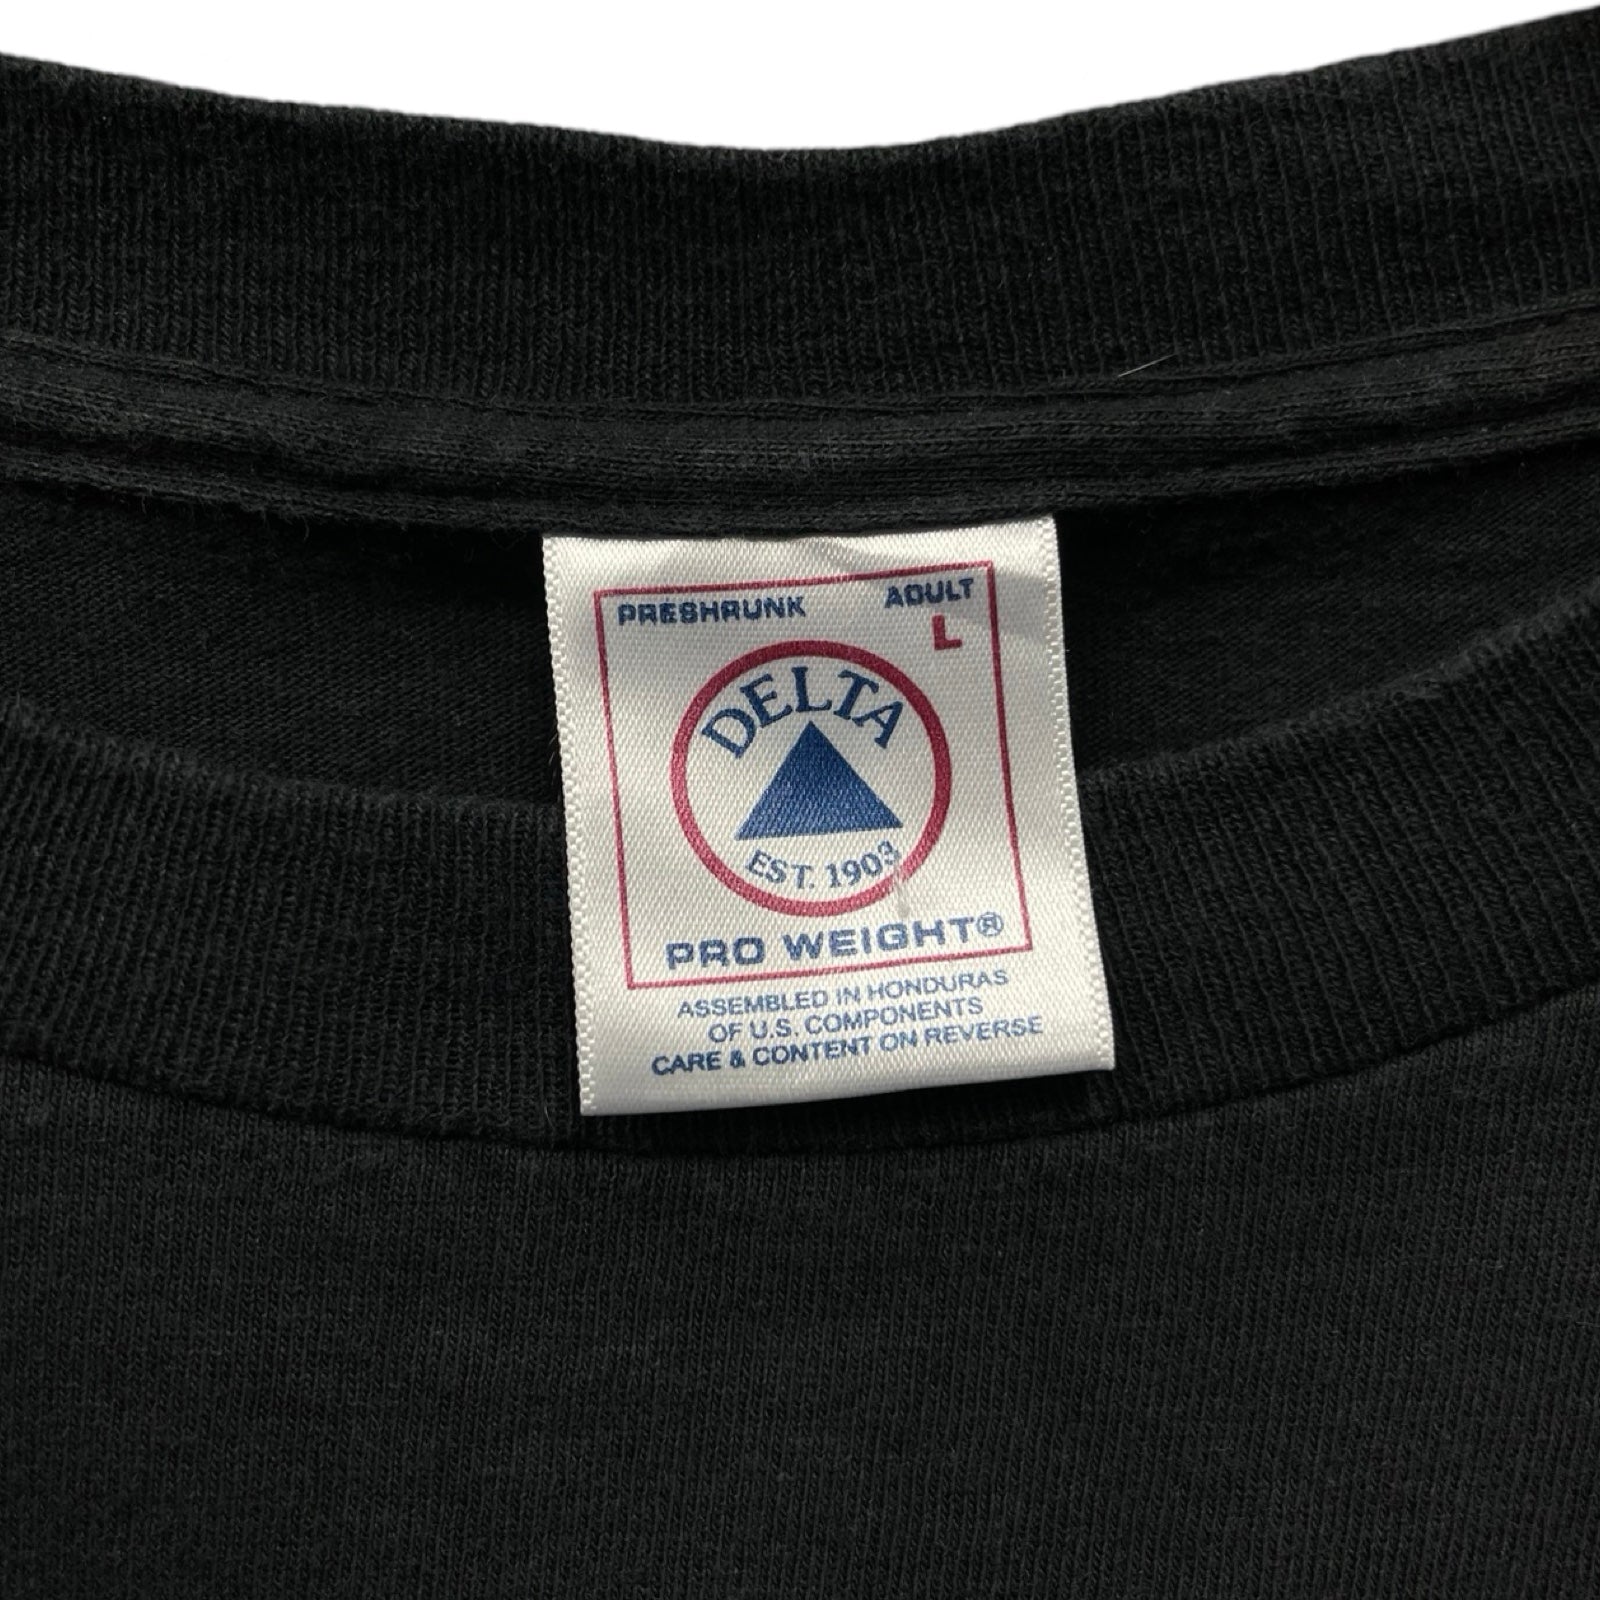 PRESHRUNK ADULT
L
DELTA
EST. 1903
PRO WEIGHT®
ASSEMBLED IN HONDURAS
OF U.S. COMPONENTS
CARE & CONTENT ON REVERSE